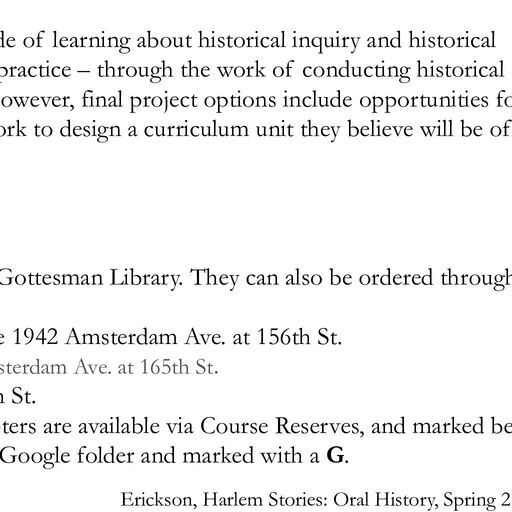 de of learning about historical inquiry and historical
practice – through the work of conducting historical
owever, final project options include opportunities fo
ork to design a curriculum unit they believe will be of
Gottesman Library. They can also be ordered through
e 1942 Amsterdam Ave. at 156th St.
sterdam Ave. at 165th St.
h St.
ters are available via Course Reserves, and marked be
Google folder and marked with a G.
Erickson, Harlem Stories: Oral History, Spring 2